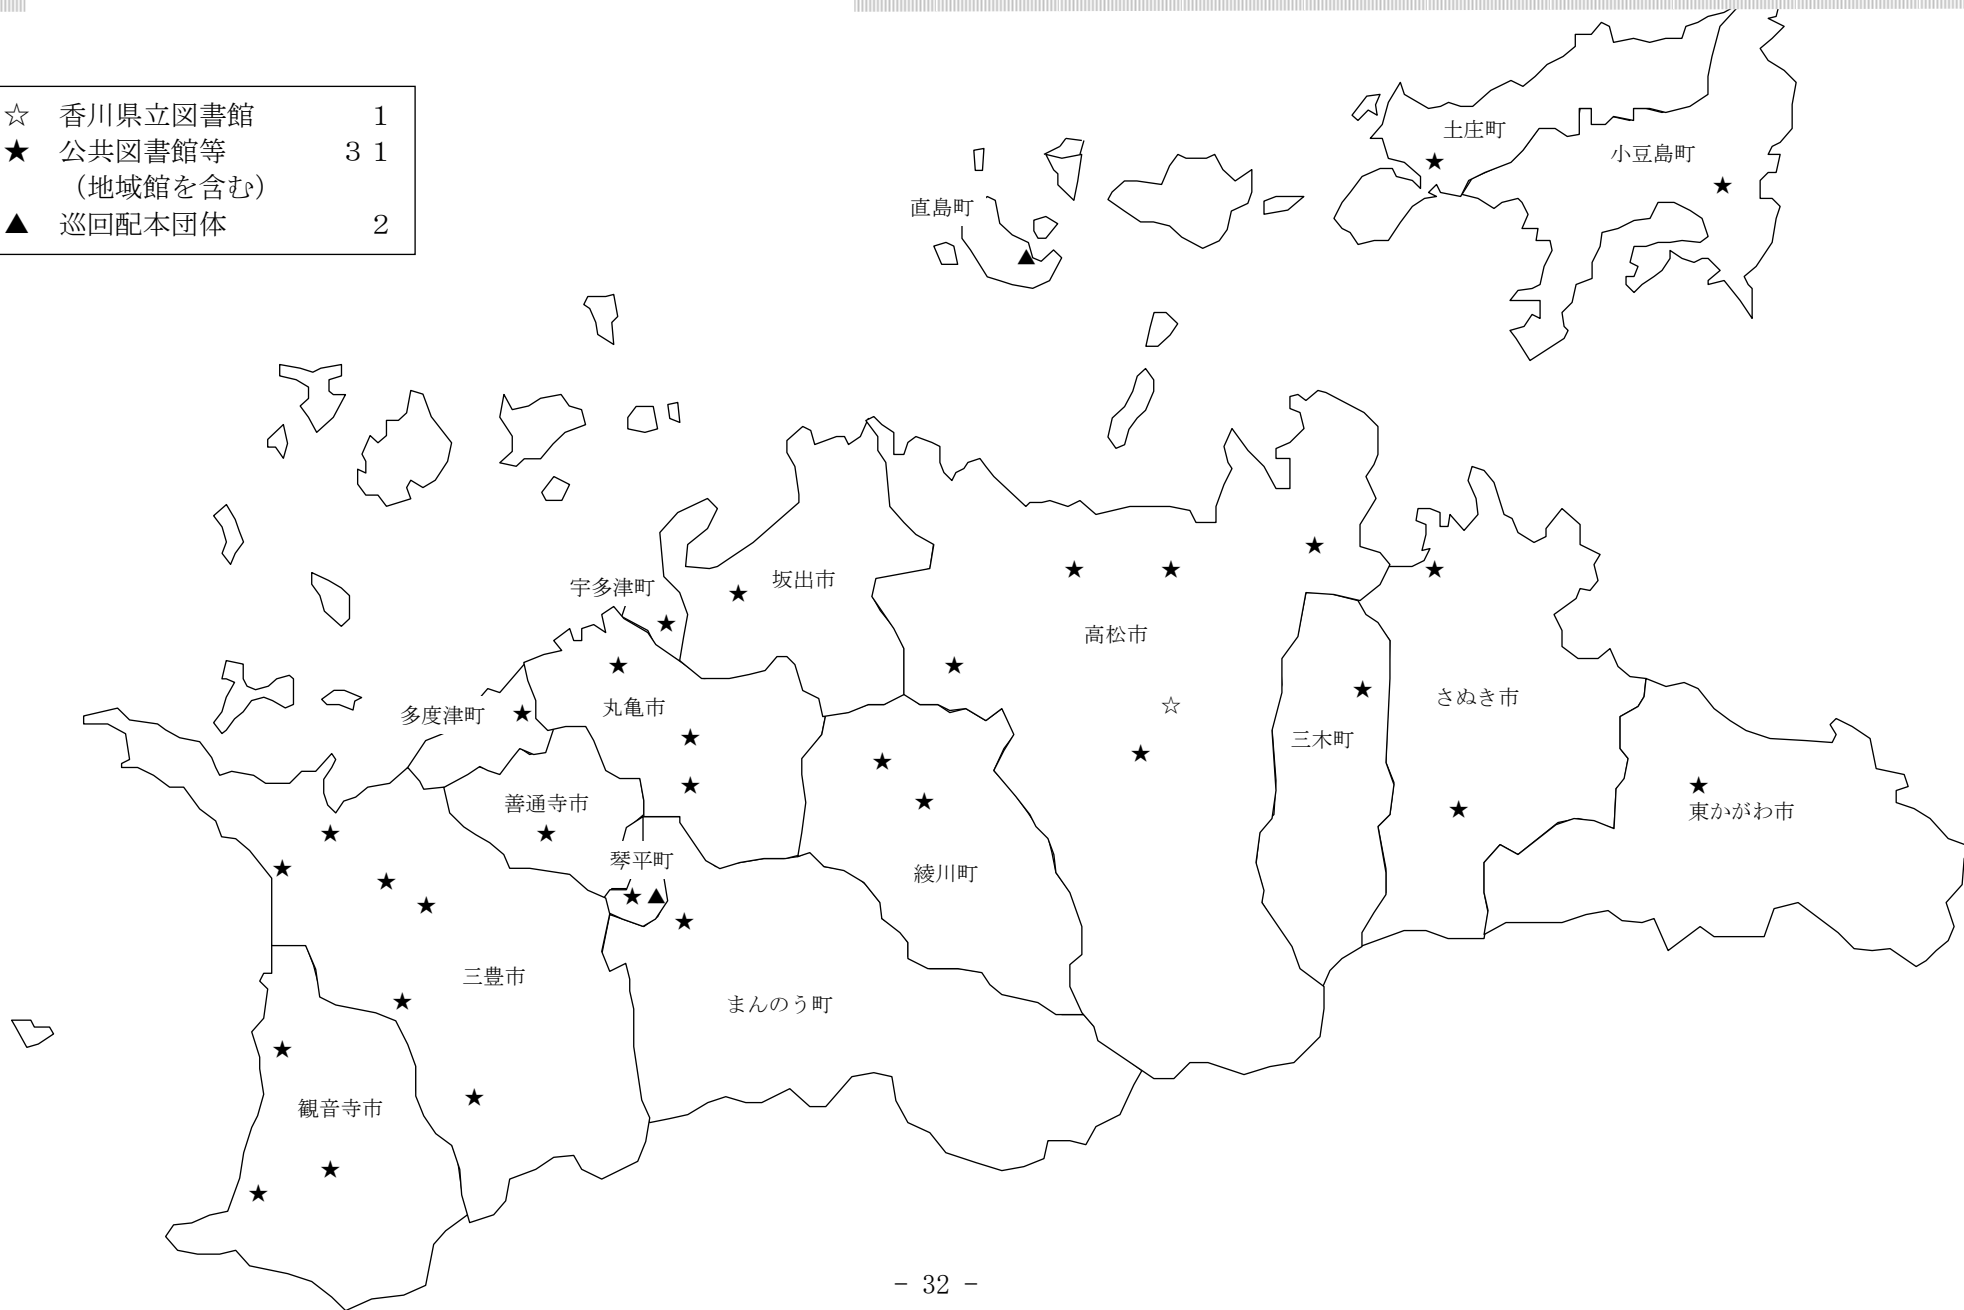 ☆ 香川県立図書館 1
★ 公共図書館等 31
（地域館を含む）
▲ 巡回配本団体 2
土庄町
小豆島町
直島町
宇多津町
坂出市
高松市
さぬき市
多度津町
丸亀市
三木町
善通寺市
東かがわ市
琴平町
綾川町
三豊市
まんのう町
観音寺市
- 32 -